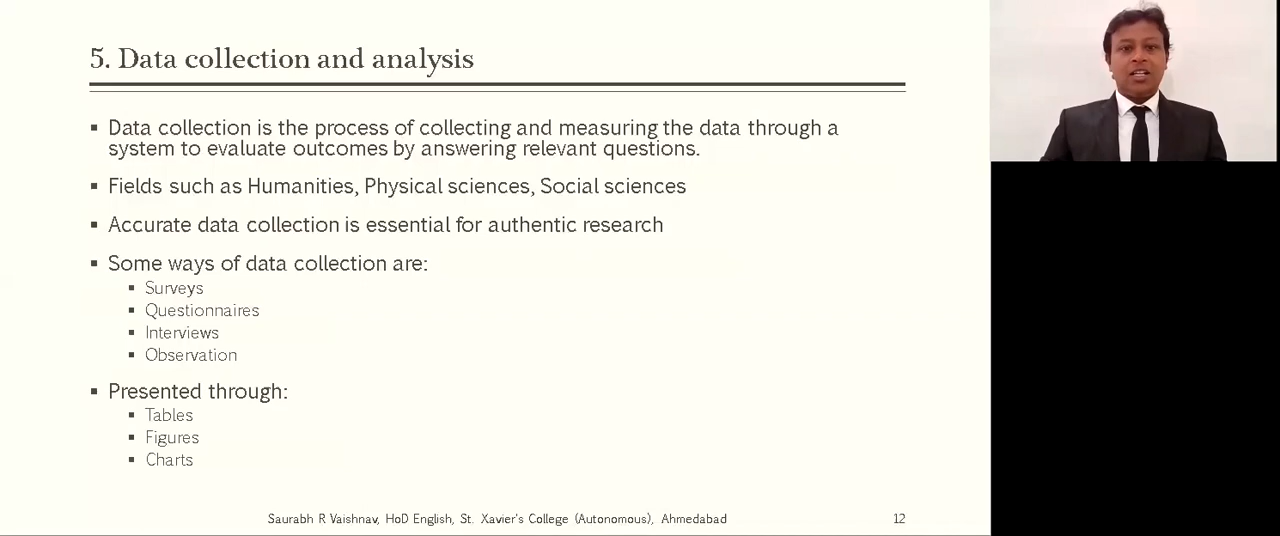 5. Data collection and analysis
▪ Data collection is the process of collecting and measuring the data through a
system to evaluate outcomes by answering relevant questions.
▪ Fields such as Humanities, Physical sciences, Social sciences
▪ Accurate data collection is essential for authentic research
▪ Some ways of data collection are:
▪ Surveys
▪ Questionnaires
▪ Interviews
▪ Observation
▪ Presented through:
▪ Tables
▪ Figures
▪ Charts
Saurabh R Vaishnav, HoD English, St. Xavier's College (Autonomous), Ahmedabad
12